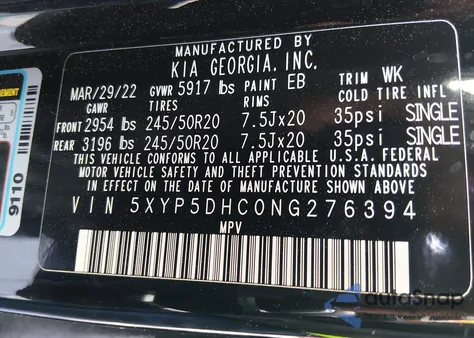 MANUFACTURED BY
KIA GEORGIA, INC.
MAR/29/22 GVWR 5917 lbs PAINT EB TRIM WK
GAWR TIRES RIMS COLD TIRE INFL
FRONT 2954 lbs 245/50R20 7.5Jx20 35psi SINGLE
REAR 3196 lbs 245/50R20 7.5Jx20 35psi SINGLE
THIS VEHICLE CONFORMS TO ALL APPLICABLE U.S.A. FEDERAL
MOTOR VEHICLE SAFETY AND THEFT PREVENTION STANDARDS
IN EFFECT ON THE DATE OF MANUFACTURE SHOWN ABOVE
VIN 5XYP5DHC0NG276394
MPV
9110
autoSnap